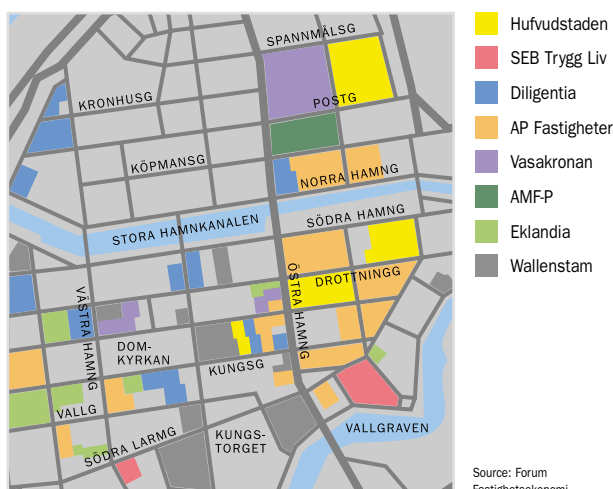 SPANNMÅLSG
KRONHUSG
POSTG
KÖPMANSG
NORRA HAMNG
SÖDRA HAMNG
STORA HAMNKANALEN
DROTTNINGG
ÖSTRA HAMNG
VÄSTRA HAMNG
DOM-
KYRKAN
KUNGSG
VALLG
SÖDRA LARMG
KUNGS-
TORGET
VALLGRAVEN
Hufvudstaden
SEB Trygg Liv
Diligentia
AP Fastigheter
Vasakronan
AMF-P
Eklandia
Wallenstam
Source: Forum
Fastighetsekonomi